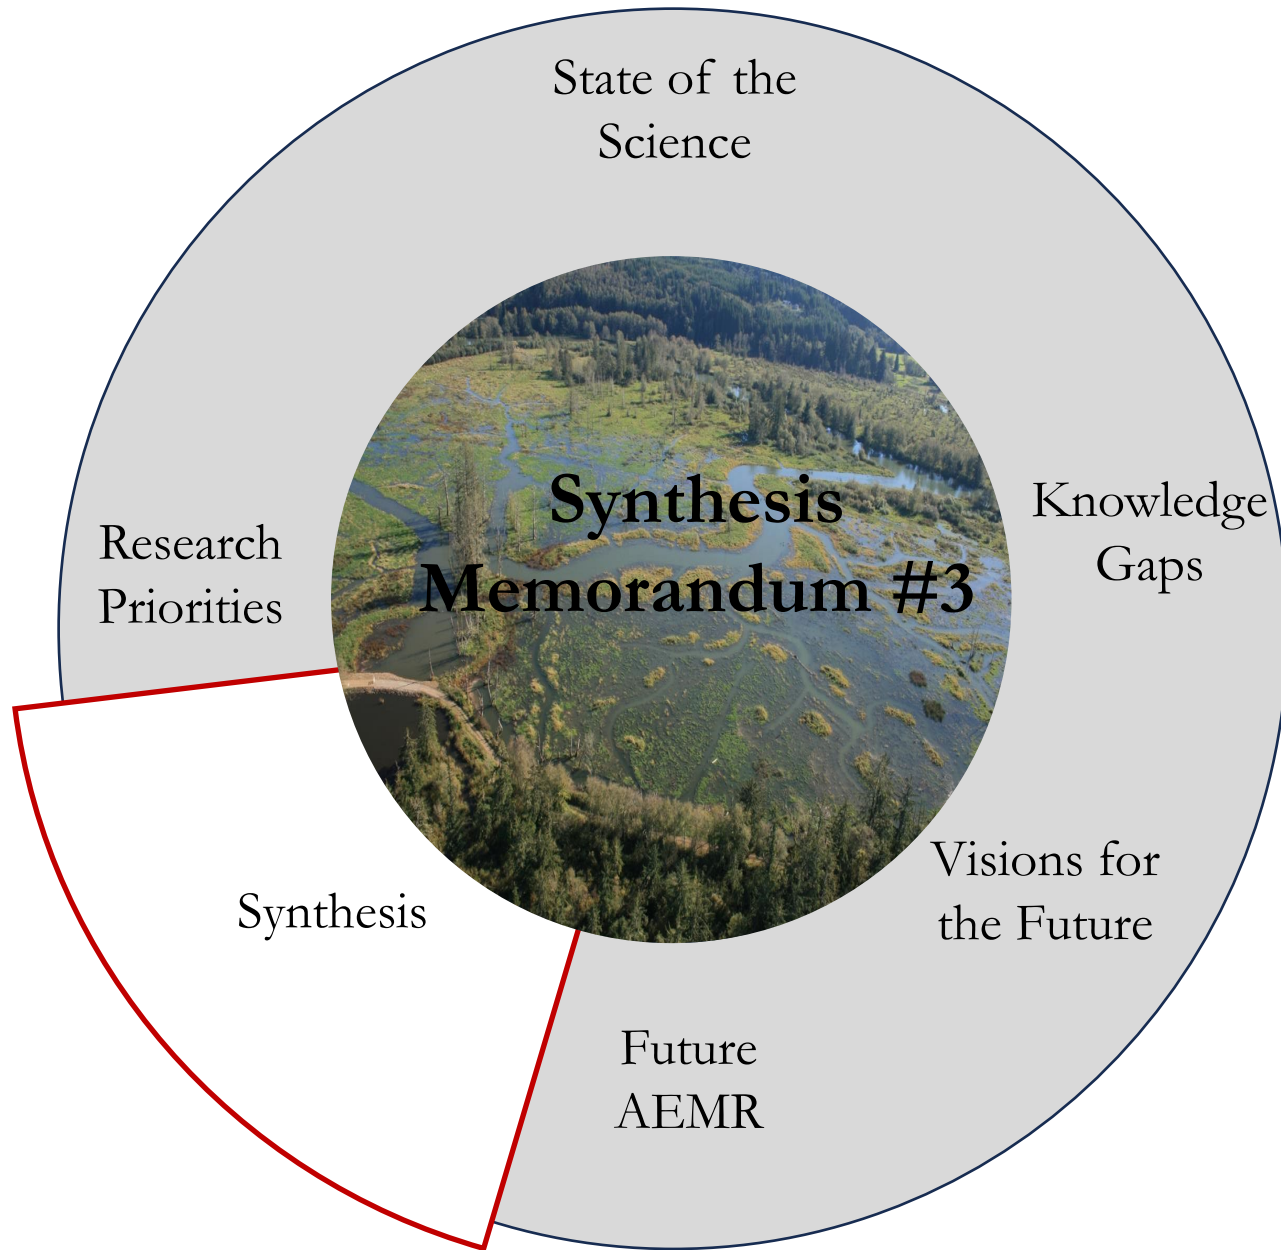 State of the
Science
Knowledge
Gaps
Visions for
the Future
Future
AEMR
Synthesis
Research
Priorities
Synthesis
Memorandum #3